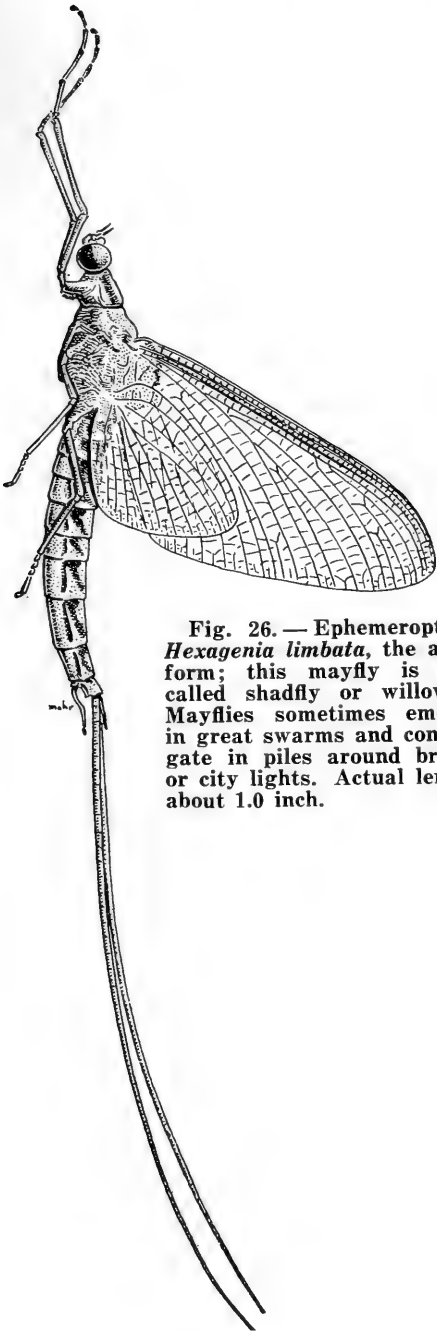 Fig. 26. — Ephemeropt
Hexagenia limbata, the a
form; this mayfly is
called shadfly or willov
Mayflies sometimes em
in great swarms and con
gate in piles around br
or city lights. Actual ler
about 1.0 inch.
mohr